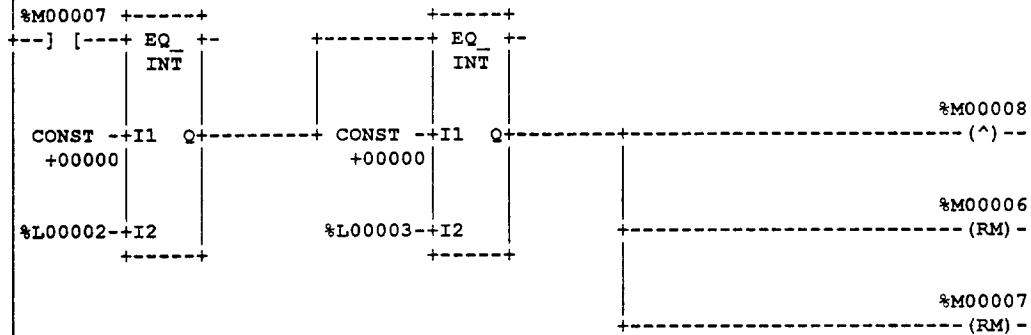 %M00007 +-----+ +-----+
+--] [----+ EQ_ +- +---------+ EQ_ +-
INT INT
%M00008
CONST -+I1 Q+---------+ CONST -+I1 Q+---------+---------------------------(^)--
+00000 +00000
%M00006
%L00002-+I2 %L00003-+I2 +---------------------------(RM)-
+-----+ +-----+
%M00007
+---------------------------(RM)-